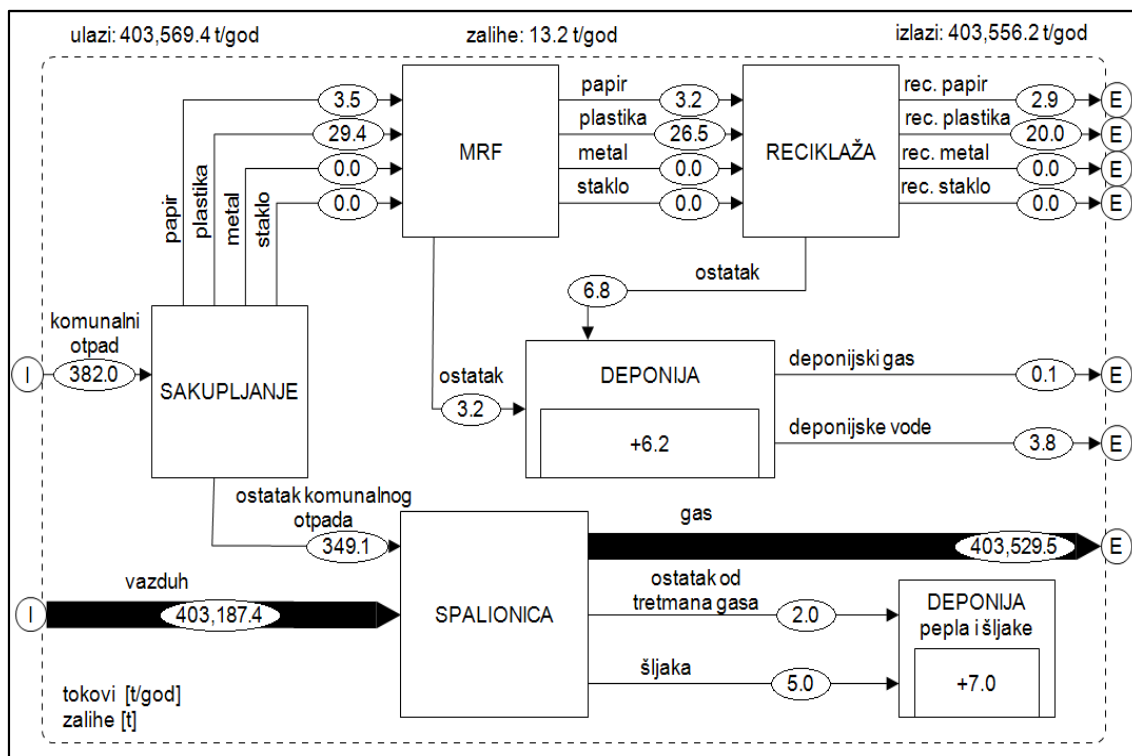 ulazi: 403,569.4 t/god
zalihe: 13.2 t/god
izlazi: 403,556.2 t/god
papir
plastika
metal
staklo
3.5
29.4
0.0
0.0
MRF
papir
plastika
metal
staklo
3.2
26.5
0.0
0.0
RECIKLAŽA
rec. papir
rec. plastika
rec. metal
rec. staklo
2.9
20.0
0.0
0.0
E
E
E
E
ostatak
6.8
komunalni
otpad
I
382.0
SAKUPLJANJE
ostatak
3.2
DEPONIJA
+6.2
deponijski gas
0.1
E
deponijske vode
3.8
E
ostatak komunalnog
otpada
349.1
vazduh
I
403,187.4
SPALIONICA
gas
403,529.5
E
ostatak od
tretmana gasa
2.0
šljaka
5.0
DEPONIJA
pepla i šljake
+7.0
tokovi [t/god]
zalihe [t]